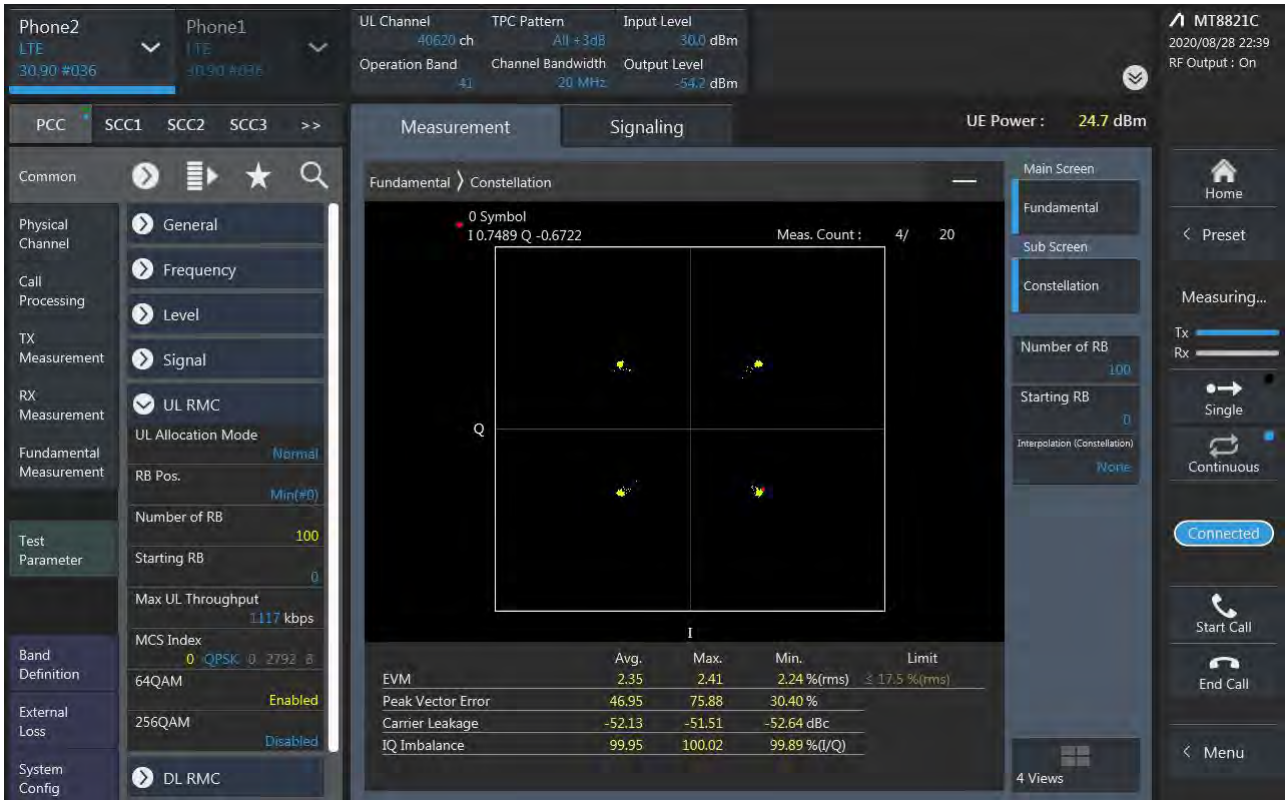 Phone2
LTE
30.90 #036
Phone1
LTE
30.90 #036
UL Channel
40620 ch
TPC Pattern
All +3dB
Input Level
30.0 dBm
Operation Band
41
Channel Bandwidth
20 MHz
Output Level
-54.2 dBm
MT8821C
2020/08/28 22:39
RF Output : On
PCC SCC1 SCC2 SCC3 >>
Measurement
Signaling
UE Power : 24.7 dBm
Common
Physical
Channel
Call
Processing
TX
Measurement
RX
Measurement
Fundamental
Measurement
Test
Parameter
Band
Definition
External
Loss
System
Config
General
Frequency
Level
Signal
UL RMC
UL Allocation Mode
Normal
RB Pos.
Min(#0)
Number of RB
100
Starting RB
0
Max UL Throughput
1117 kbps
MCS Index
0 QPSK 0 2792 8
64QAM
Enabled
256QAM
Disabled
DL RMC
Fundamental > Constellation
0 Symbol
I 0.7489 Q -0.6722
Meas. Count : 4/ 20
Q
I
Avg. Max. Min. Limit
EVM 2.35 2.41 2.24 %(rms) ≤ 17.5 %(rms)
Peak Vector Error 46.95 75.88 30.40 %
Carrier Leakage -52.13 -51.51 -52.64 dBc
IQ Imbalance 99.95 100.02 99.89 %(I/Q)
Main Screen
Fundamental
Sub Screen
Constellation
Number of RB
100
Starting RB
0
Interpolation (Constellation)
None
4 Views
Home
< Preset
Measuring...
Tx
Rx
Single
Continuous
Connected
Start Call
End Call
< Menu